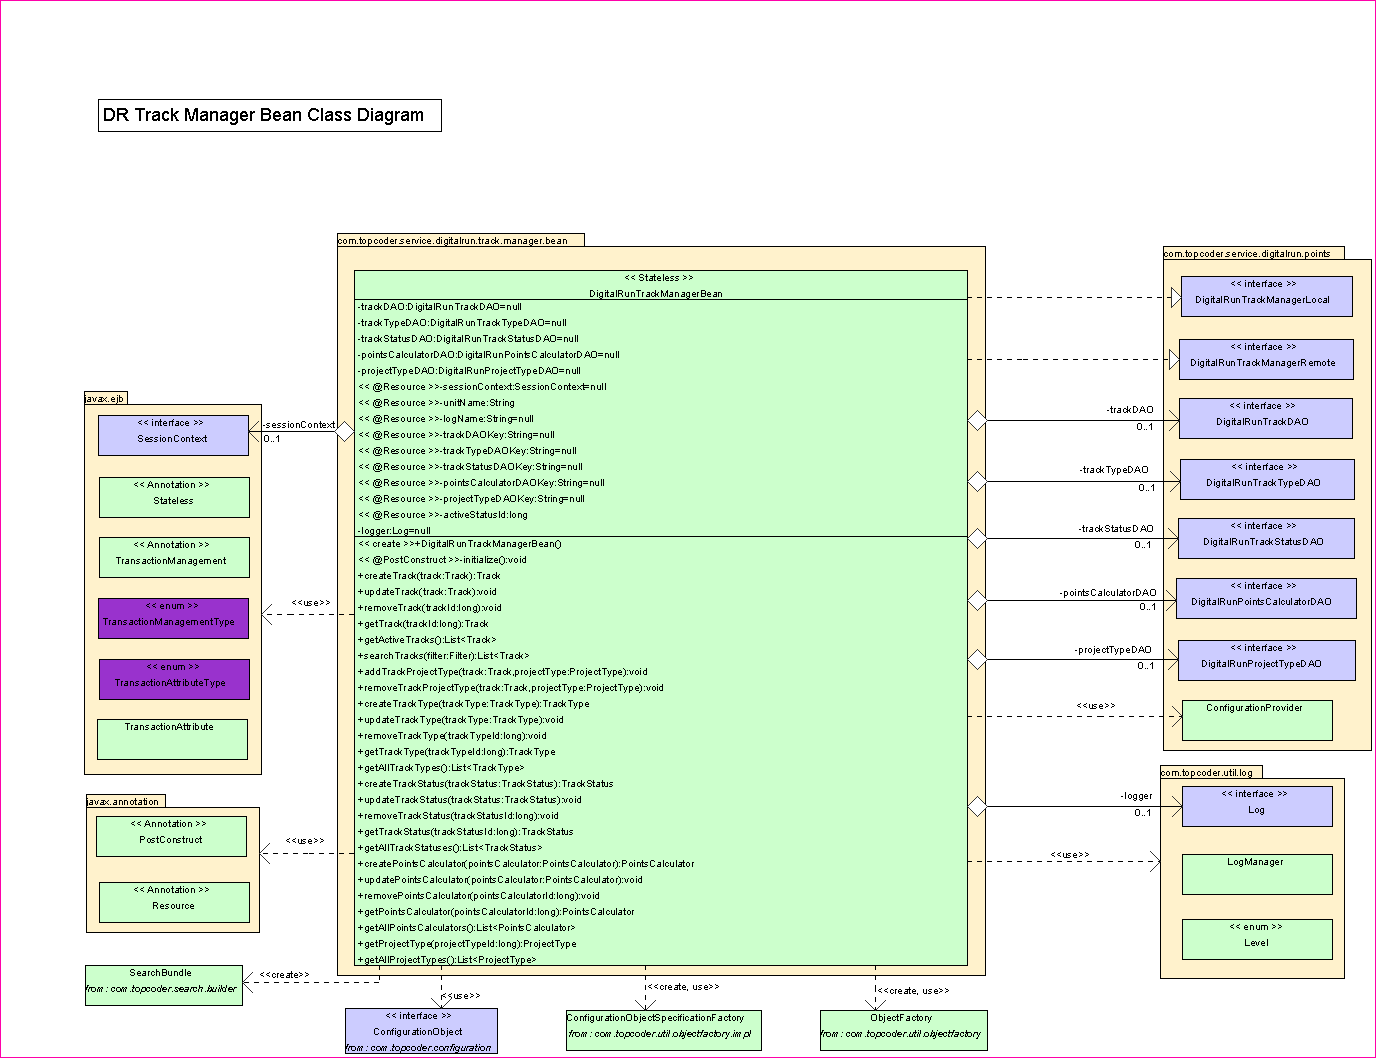 DR Track Manager Bean Class Diagram
com.topcoder.service.digitalrun.track.manager.bean
<< Stateless >>
DigitalRunTrackManagerBean
-trackDAO:DigitalRunTrackDAO=null
-trackTypeDAO:DigitalRunTrackTypeDAO=null
-trackStatusDAO:DigitalRunTrackStatusDAO=null
-pointsCalculatorDAO:DigitalRunPointsCalculatorDAO=null
-projectTypeDAO:DigitalRunProjectTypeDAO=null
<< @Resource >>-sessionContext:SessionContext=null
<< @Resource >>-unitName:String
<< @Resource >>-logName:String=null
<< @Resource >>-trackDAOKey:String=null
<< @Resource >>-trackTypeDAOKey:String=null
<< @Resource >>-trackStatusDAOKey:String=null
<< @Resource >>-pointsCalculatorDAOKey:String=null
<< @Resource >>-projectTypeDAOKey:String=null
<< @Resource >>-activeStatusId:long
-logger:Log=null
<< create >>+DigitalRunTrackManagerBean()
<< @PostConstruct >>-initialize():void
+createTrack(track:Track):Track
+updateTrack(track:Track):void
+removeTrack(trackId:long):void
+getTrack(trackId:long):Track
+getActiveTracks():List<Track>
+searchTracks(filter:Filter):List<Track>
+addTrackProjectType(track:Track,projectType:ProjectType):void
+removeTrackProjectType(track:Track,projectType:ProjectType):void
+createTrackType(trackType:TrackType):TrackType
+updateTrackType(trackType:TrackType):void
+removeTrackType(trackTypeId:long):void
+getTrackType(trackTypeId:long):TrackType
+getAllTrackTypes():List<TrackType>
+createTrackStatus(trackStatus:TrackStatus):TrackStatus
+updateTrackStatus(trackStatus:TrackStatus):void
+removeTrackStatus(trackStatusId:long):void
+getTrackStatus(trackStatusId:long):TrackStatus
+getAllTrackStatuses():List<TrackStatus>
+createPointsCalculator(pointsCalculator:PointsCalculator):PointsCalculator
+updatePointsCalculator(pointsCalculator:PointsCalculator):void
+removePointsCalculator(pointsCalculatorId:long):void
+getPointsCalculator(pointsCalculatorId:long):PointsCalculator
+getAllPointsCalculators():List<PointsCalculator>
+getProjectType(projectTypeId:long):ProjectType
+getAllProjectTypes():List<ProjectType>
javax.ejb
<< interface >>
SessionContext
-sessionContext
0..1
<< Annotation >>
Stateless
<< Annotation >>
TransactionManagement
<< enum >>
TransactionManagementType
<< enum >>
TransactionAttributeType
TransactionAttribute
<<use>>
javax.annotation
<< Annotation >>
PostConstruct
<< Annotation >>
Resource
<<use>>
SearchBundle
from : com.topcoder.search.builder
<<create>>
<<use>>
<< interface >>
ConfigurationObject
from : com.topcoder.configuration
<<create, use>>
ConfigurationObjectSpecificationFactory
from : com.topcoder.util.objectfactory.impl
<<create, use>>
ObjectFactory
from : com.topcoder.util.objectfactory
com.topcoder.service.digitalrun.points
<< interface >>
DigitalRunTrackManagerLocal
<< interface >>
DigitalRunTrackManagerRemote
-trackDAO
0..1
<< interface >>
DigitalRunTrackDAO
-trackTypeDAO
0..1
<< interface >>
DigitalRunTrackTypeDAO
-trackStatusDAO
0..1
<< interface >>
DigitalRunTrackStatusDAO
-pointsCalculatorDAO
0..1
<< interface >>
DigitalRunPointsCalculatorDAO
-projectTypeDAO
0..1
<< interface >>
DigitalRunProjectTypeDAO
<<use>>
ConfigurationProvider
com.topcoder.util.log
-logger
0..1
<< interface >>
Log
<<use>>
LogManager
<< enum >>
Level